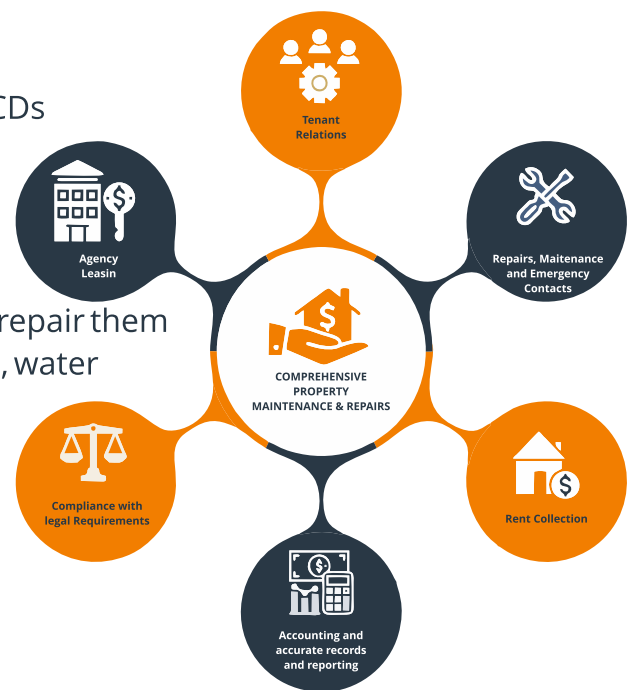 CDs
repair them
, water
Tenant
Relations
Agency
Leasin
Repairs, Maitenance
and Emergency
Contacts
COMPREHENSIVE
PROPERTY
MAINTENANCE & REPAIRS
Compliance with
legal Requirements
Rent Collection
Accounting and
accurate records
and reporting